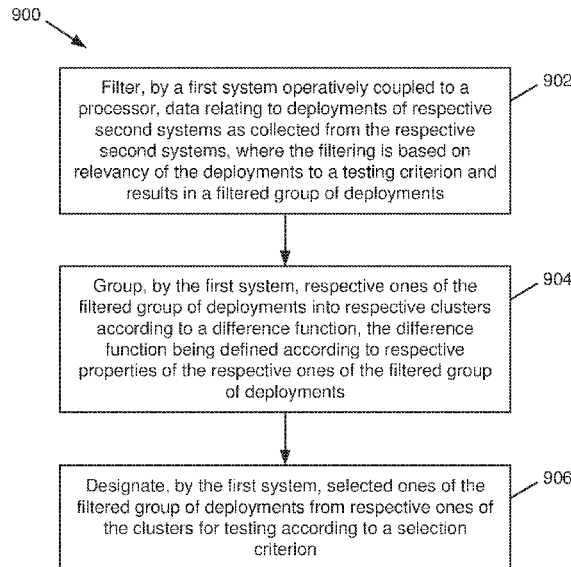 900
902
Filter, by a first system operatively coupled to a
processor, data relating to deployments of
respective second systems as collected from the
respective second systems, where the filtering is based on
relevancy of the deployments to a testing criterion and
results in a filtered group of deployments
904
Group, by the first system, respective ones of the
filtered group of deployments into respective clusters
according to a difference function, the difference
function being defined according to respective
properties of the respective ones of the filtered group
of deployments
906
Designate, by the first system, selected ones of the
filtered group of deployments from respective ones of
the clusters for testing according to a selection
criterion